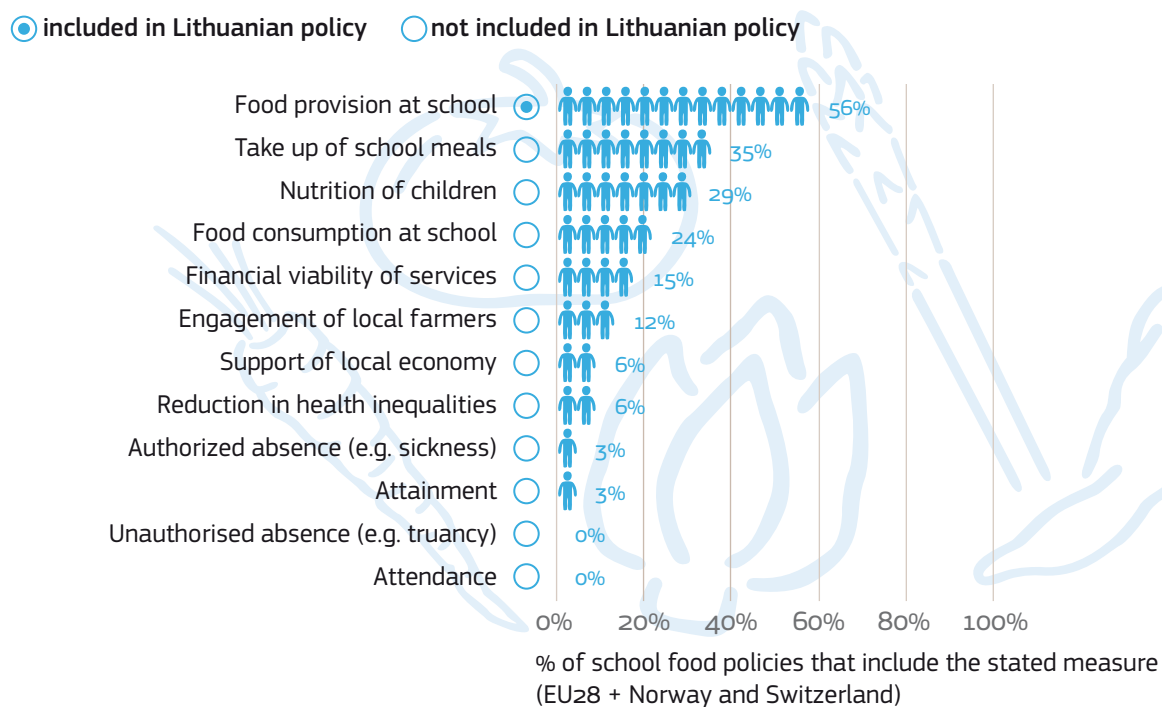 included in Lithuanian policy not included in Lithuanian policy
Food provision at school 56%
Take up of school meals 35%
Nutrition of children 29%
Food consumption at school 24%
Financial viability of services 15%
Engagement of local farmers 12%
Support of local economy 6%
Reduction in health inequalities 6%
Authorized absence (e.g. sickness) 3%
Attainment 3%
Unauthorised absence (e.g. truancy) 0%
Attendance 0%
0% 20% 40% 60% 80% 100%
% of school food policies that include the stated measure
(EU28 + Norway and Switzerland)